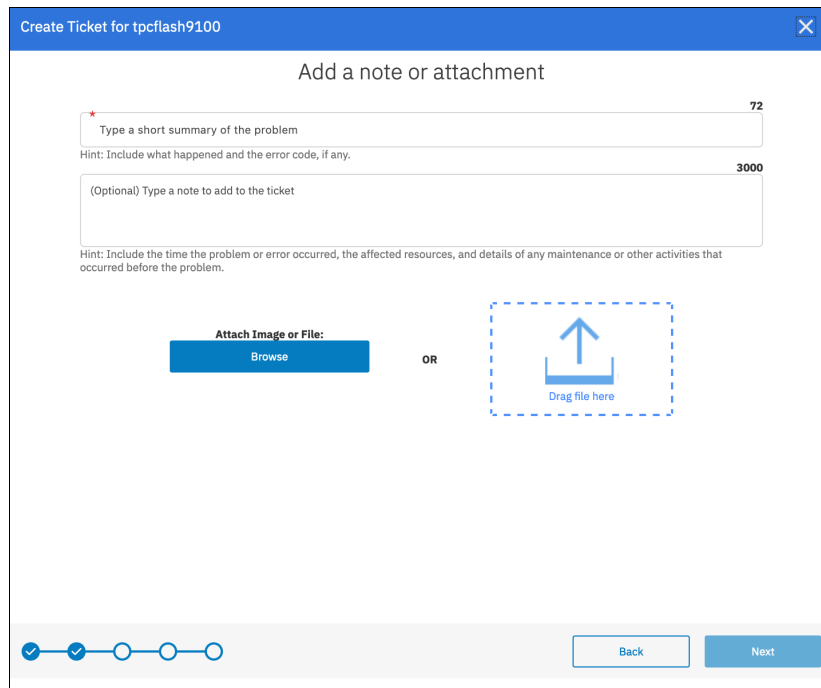 Create Ticket for tpcflash9100
Add a note or attachment
72
*
Type a short summary of the problem
Hint: Include what happened and the error code, if any.
3000
(Optional) Type a note to add to the ticket
Hint: Include the time the problem or error occurred, the affected resources, and details of any maintenance or other activities that
occurred before the problem.
Attach Image or File:
Browse
OR
Drag file here
Back
Next